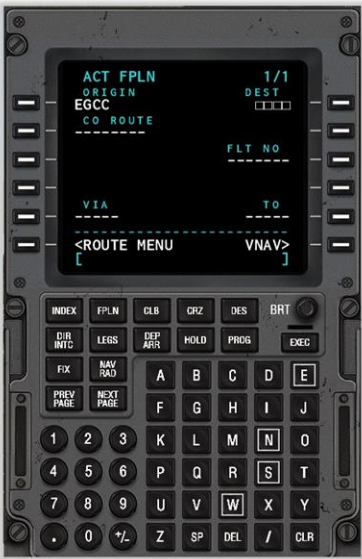 ACT FPLN 1/1
ORIGIN DEST
EGCC □□□□
CO ROUTE
--------
FLT NO
-------
VIA TO
----- -----
------------------------
<ROUTE MENU VNAV>
[ ]
INDEX FPLN CLB CRZ DES BRT
DIR INTC LEGS DEP ARR HOLD PROG EXEC
FIX NAV RAD
PREV PAGE NEXT PAGE
A B C D E
F G H I J
1 2 3 K L M N O
4 5 6 P Q R S T
7 8 9 U V W X Y
. 0 +/- Z SP DEL / CLR